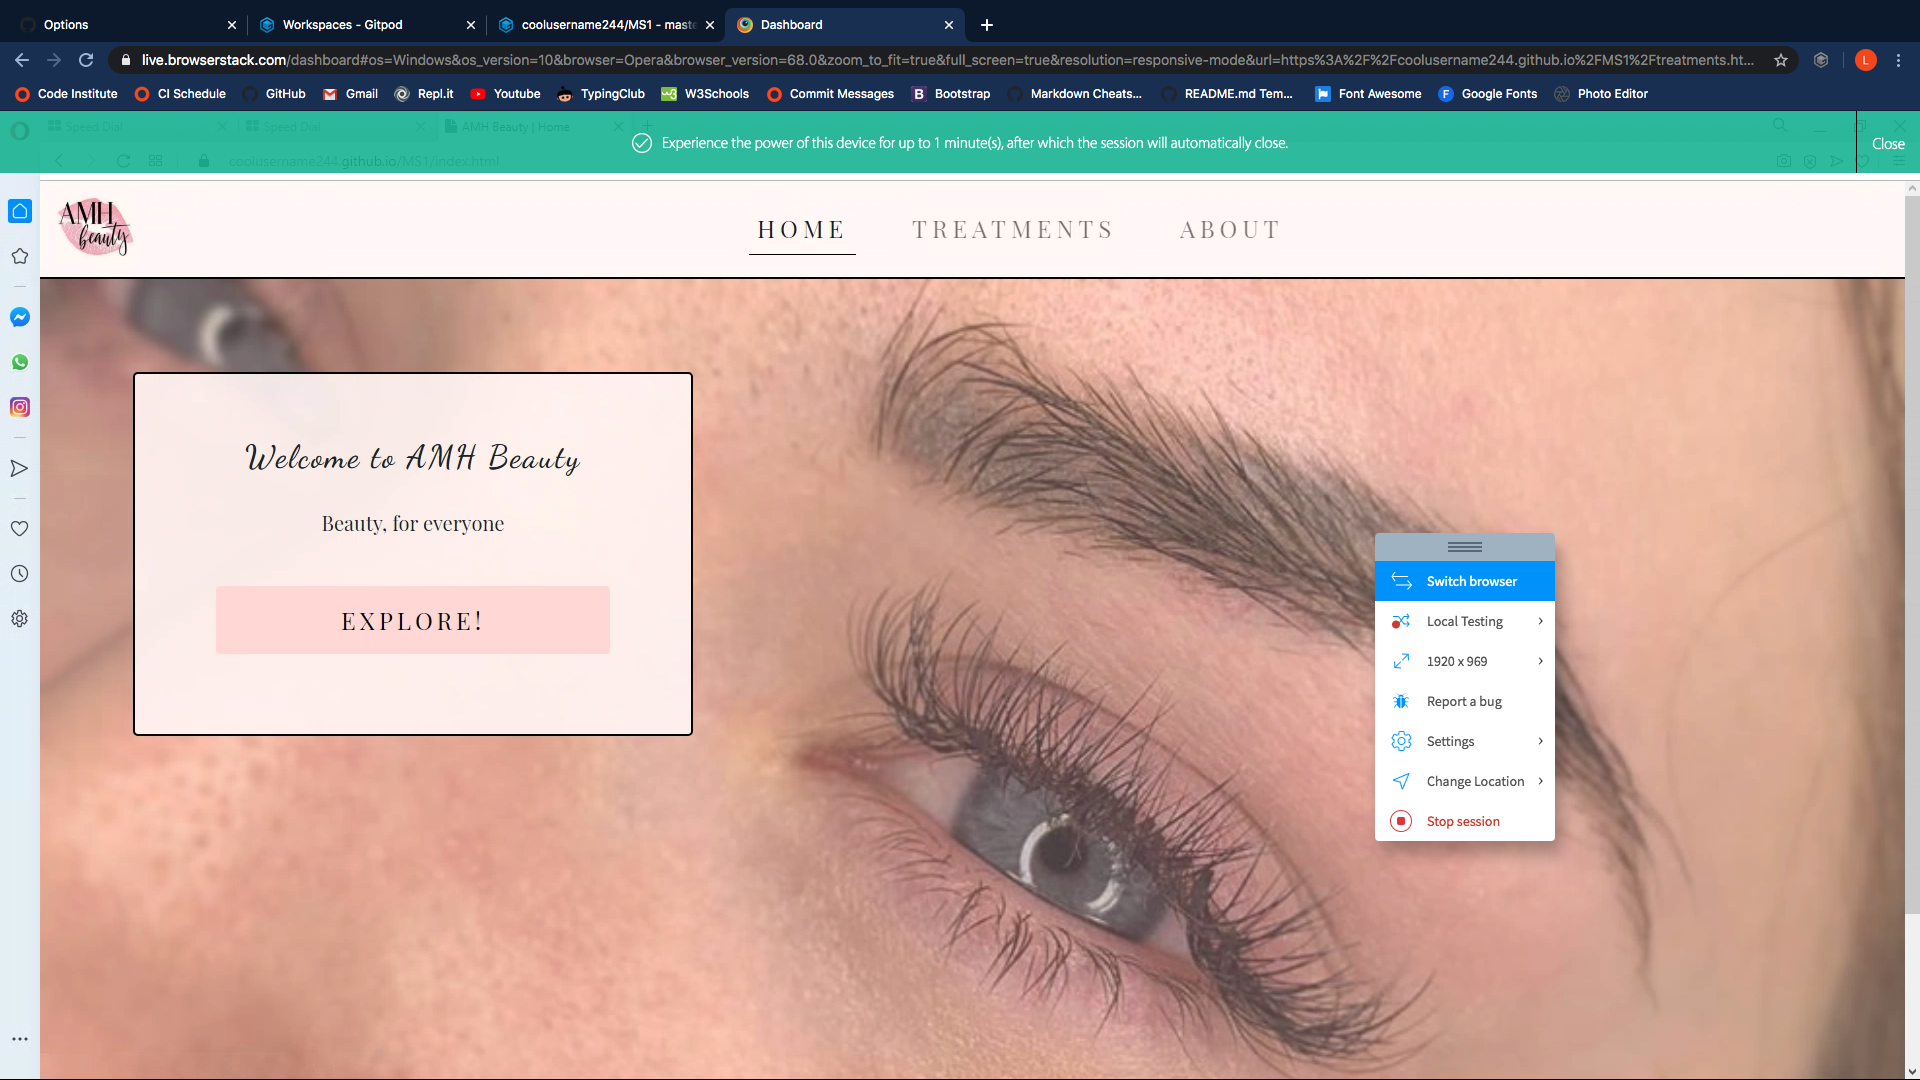 Options
Workspaces - Gitpod
coolusername244/MS1 - maste
Dashboard
live.browserstack.com/dashboard#os=Windows&os_version=10&browser=Opera&browser_version=68.0&zoom_to_fit=true&full_screen=true&resolution=responsive-mode&url=https%3A%2F%2Fcoolusername244.github.io%2FMS1%2Ftreatments.ht...
L
Code Institute
CI Schedule
GitHub
Gmail
Repl.it
Youtube
TypingClub
W3Schools
Commit Messages
Bootstrap
Markdown Cheats...
README.md Tem...
Font Awesome
Google Fonts
Photo Editor
Speed Dial
Speed Dial
AMH Beauty | Home
Experience the power of this device for up to 1 minute(s), after which the session will automatically close.
Close
coolusername244.github.io/MS1/index.html
AMH
beauty
HOME
TREATMENTS
ABOUT
Welcome to AMH Beauty
Beauty, for everyone
EXPLORE!
Switch browser
Local Testing
1920 x 969
Report a bug
Settings
Change Location
Stop session